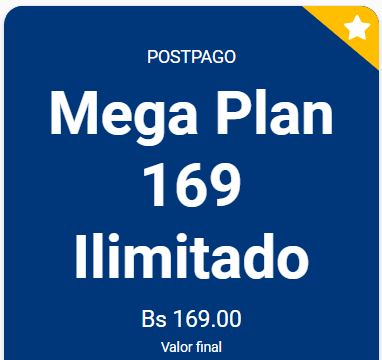 POSTPAGO
Mega Plan
169
Ilimitado
Bs 169.00
Valor final